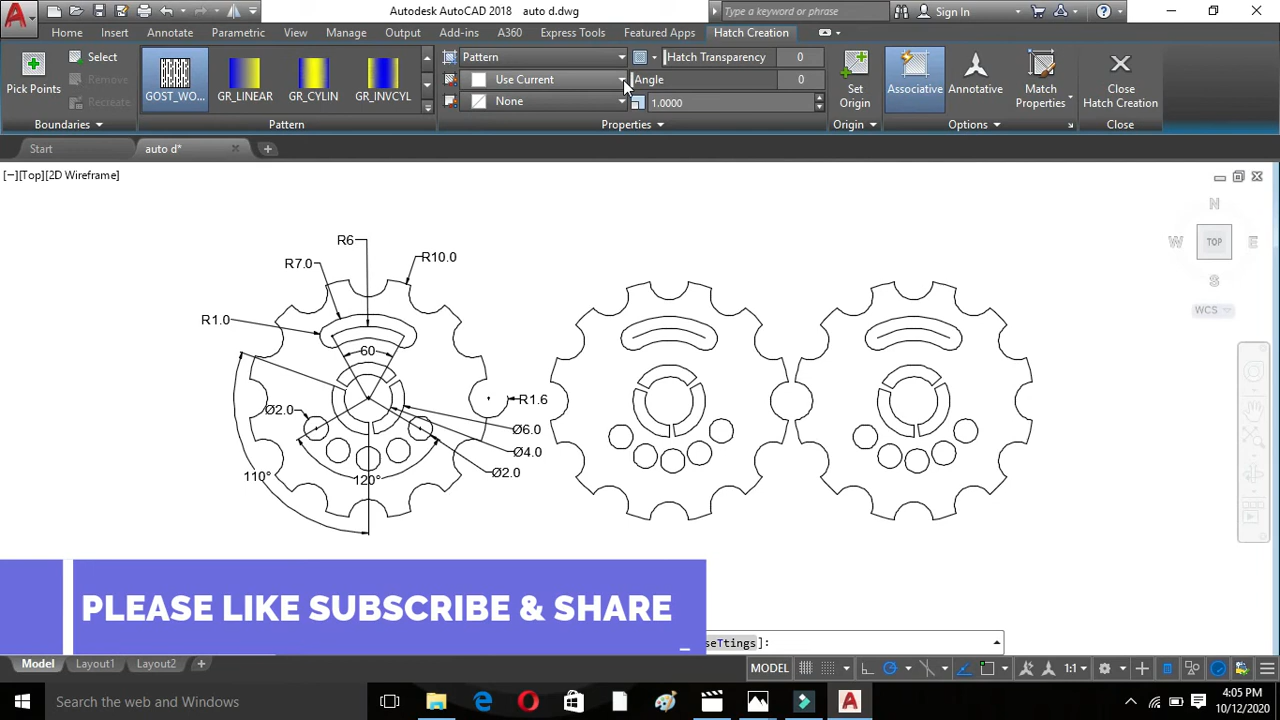 Autodesk AutoCAD 2018 auto d.dwg
Type a keyword or phrase
Sign In
Home Insert Annotate Parametric View Manage Output Add-ins A360 Express Tools Featured Apps Hatch Creation
Pick Points
Select
Remove
Recreate
Boundaries
GOST_WO...
GR_LINEAR
GR_CYLIN
GR_INVCYL
Pattern
Pattern
Use Current
None
Hatch Transparency 0
Angle 0
1.0000
Properties
Set
Origin
Origin
Associative
Annotative
Match
Properties
Options
Close
Hatch Creation
Close
Start
auto d*
[−][Top][2D Wireframe]
N
W
TOP
E
S
WCS
R6
R7.0
R10.0
R1.0
60
Ø2.0
R1.6
Ø6.0
Ø4.0
Ø2.0
110°
120°
PLEASE LIKE SUBSCRIBE & SHARE
seTtings]:
Model Layout1 Layout2
MODEL
1:1
Search the web and Windows
4:05 PM
10/12/2020